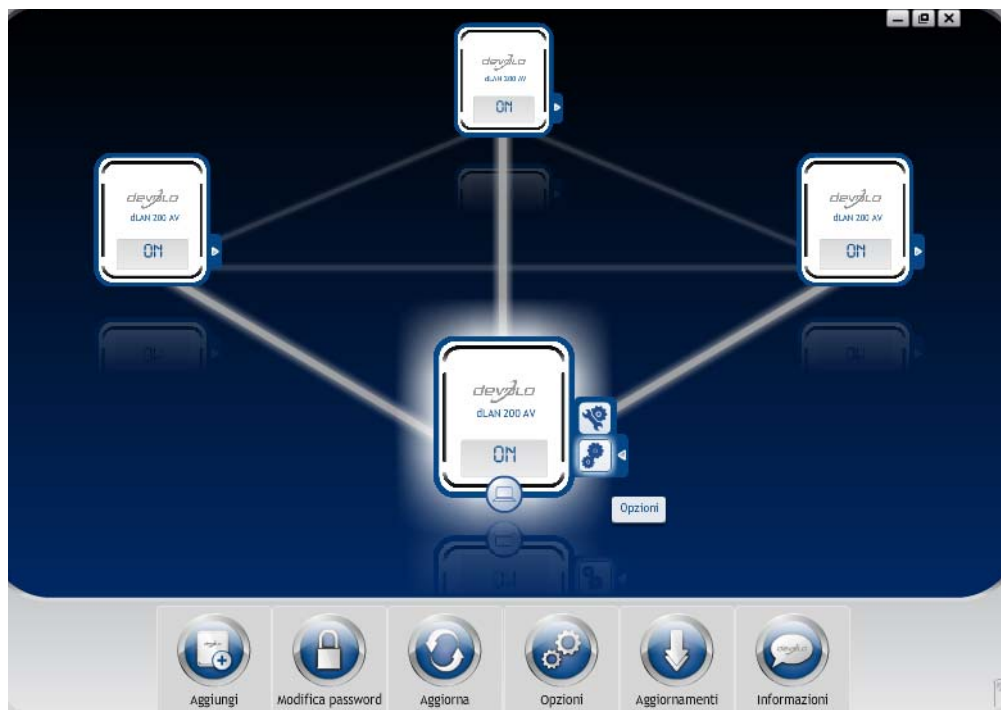 devolo
dLAN 200 AV
ON
devolo
dLAN 200 AV
ON
devolo
dLAN 200 AV
ON
devolo
dLAN 200 AV
ON
Opzioni
Aggiungi
Modifica password
Aggiorna
Opzioni
Aggiornamenti
devolo
Informazioni